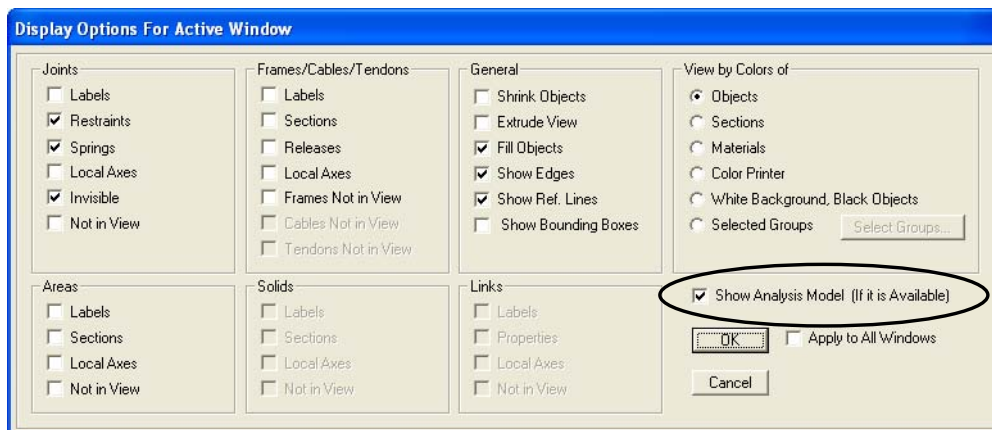 Display Options For Active Window
Joints
Labels
Restraints
Springs
Local Axes
Invisible
Not in View
Frames/Cables/Tendons
Labels
Sections
Releases
Local Axes
Frames Not in View
Cables Not in View
Tendons Not in View
General
Shrink Objects
Extrude View
Fill Objects
Show Edges
Show Ref. Lines
Show Bounding Boxes
View by Colors of
Objects
Sections
Materials
Color Printer
White Background, Black Objects
Selected Groups
Select Groups...
Areas
Labels
Sections
Local Axes
Not in View
Solids
Labels
Sections
Local Axes
Not in View
Links
Labels
Properties
Local Axes
Not in View
Show Analysis Model (If it is Available)
OK
Apply to All Windows
Cancel